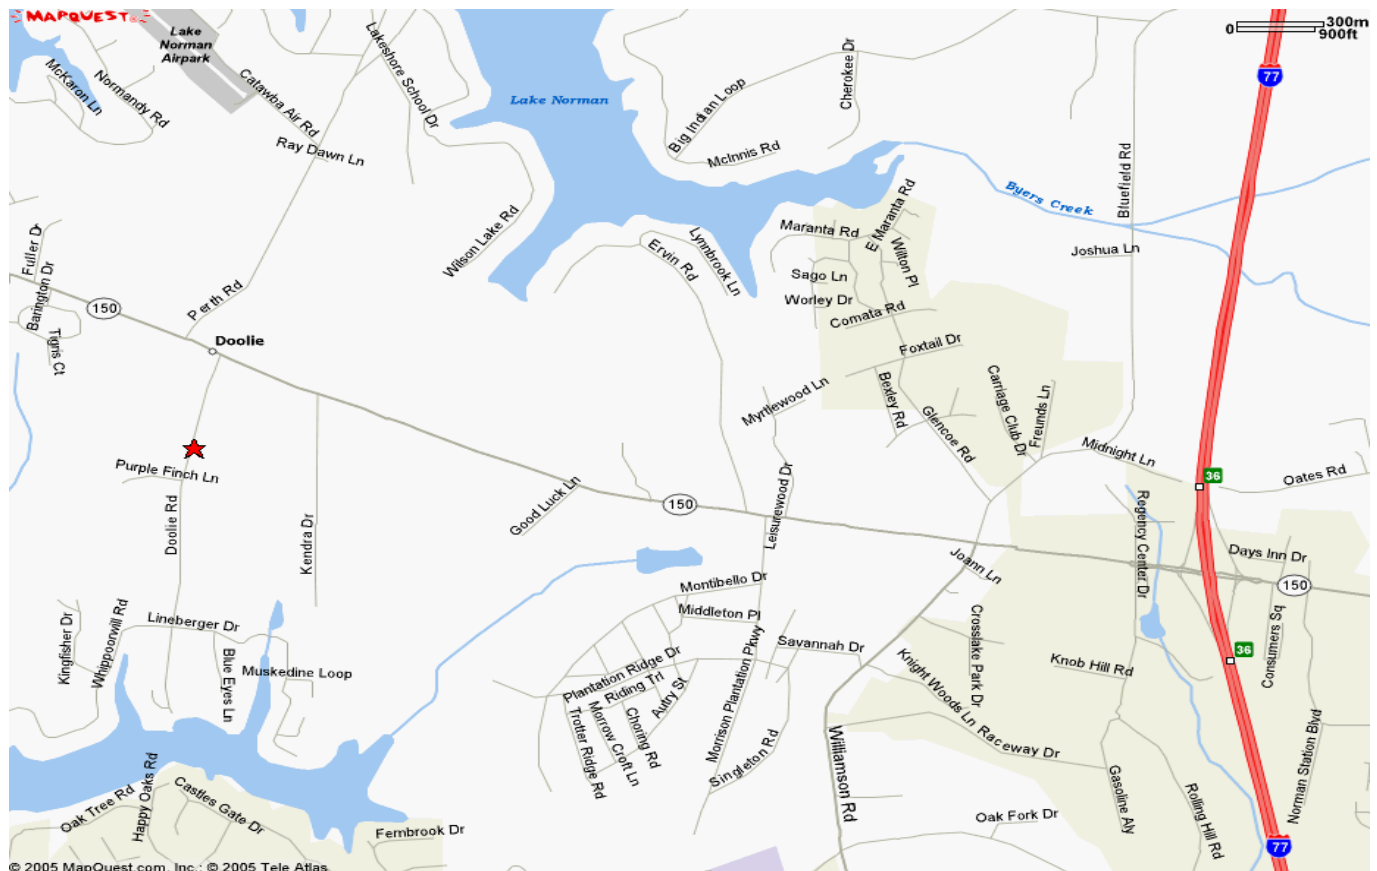 MAPQUEST
Lake
Norman
Airpark
Lakeshore School Dr
Lake Norman
Cherokee Dr
0
300m
900ft
77
McKaron Ln
Normandy Rd
Catawba Air Rd
Ray Dawn Ln
Big Indian Loop
McInnis Rd
Bluefield Rd
Byers Creek
Fuller Dr
Barington Dr
Tigris Ct
150
Perth Rd
Doolie
Wilson Lake Rd
Ervin Rd
Lynnbrook Ln
Maranta Rd
E Maranta Rd
Wilton Pl
Sago Ln
Worley Dr
Comata Rd
Joshua Ln
Foxtail Dr
Myrtlewood Ln
Bexley Rd
Glencoe Rd
Carriage Club Dr
Freunds Ln
Midnight Ln
36
Oates Rd
Purple Finch Ln
Doolie Rd
Kendra Dr
Good Luck Ln
150
Leisurewood Dr
Joann Ln
Regency Center Dr
Days Inn Dr
150
Montibello Dr
Middleton Pl
Kingfisher Dr
Whippoorwill Rd
Lineberger Dr
Blue Eyes Ln
Muskedine Loop
Plantation Ridge Dr
Riding Trl
Autry St
Trotter Ridge Rd
Morrow Croft Ln
Choring Rd
Morrison Plantation Pkwy
Savannah Dr
Singleton Rd
Crosslake Park Dr
Knight Woods Ln
Raceway Dr
Knob Hill Rd
36
Consumers Sq
Norman Station Blvd
Williamson Rd
Gasoline Aly
Rolling Hill Rd
Oak Fork Dr
77
Oak Tree Rd
Happy Oaks Rd
Castles Gate Dr
Fernbrook Dr
© 2005 MapQuest.com, Inc.; © 2005 Tele Atlas